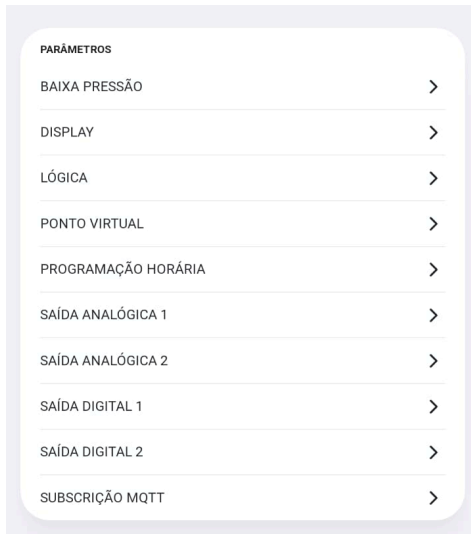 PARÂMETROS
BAIXA PRESSÃO
DISPLAY
LÓGICA
PONTO VIRTUAL
PROGRAMAÇÃO HORÁRIA
SAÍDA ANALÓGICA 1
SAÍDA ANALÓGICA 2
SAÍDA DIGITAL 1
SAÍDA DIGITAL 2
SUBSCRIÇÃO MQTT